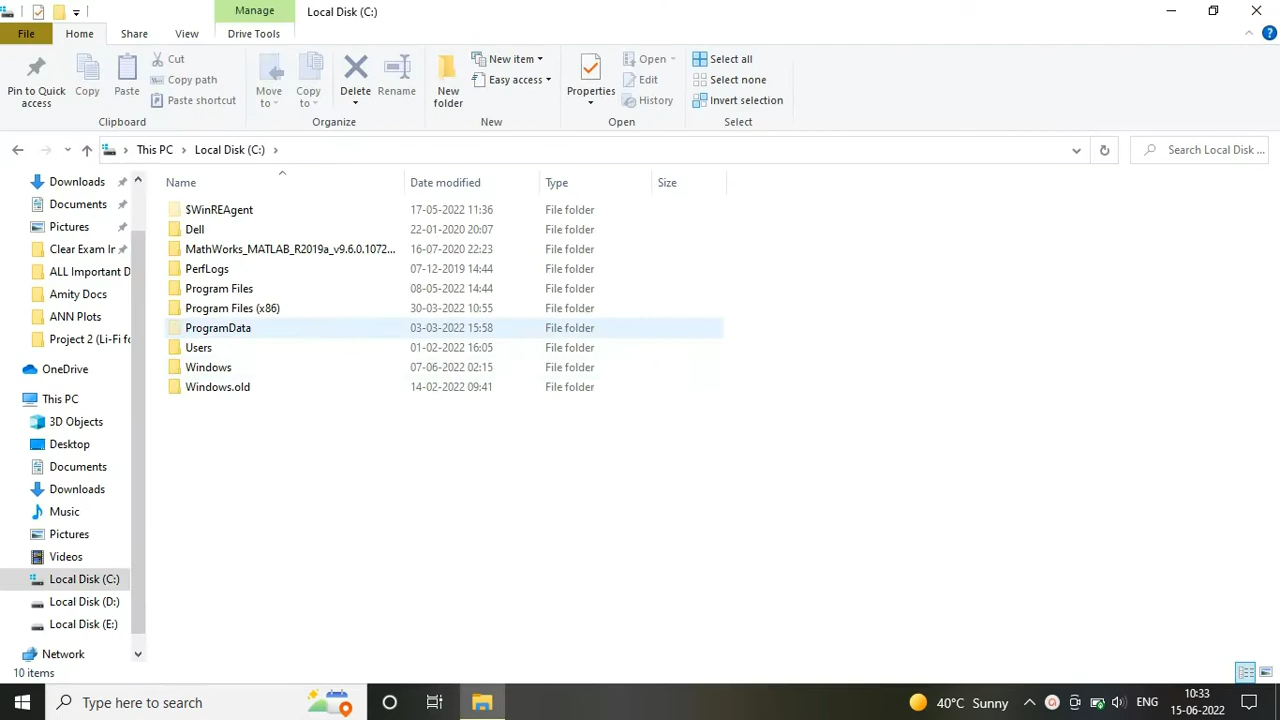 Manage Local Disk (C:)
File Home Share View Drive Tools
Pin to Quick access
Copy
Paste
Cut
Copy path
Paste shortcut
Clipboard
Move to
Copy to
Delete
Rename
Organize
New folder
New item
Easy access
New
Properties
Open
Edit
History
Open
Select all
Select none
Invert selection
Select
This PC Local Disk (C:)
Search Local Disk ...
Downloads
Documents
Pictures
Clear Exam Ir
ALL Important D
Amity Docs
ANN Plots
Project 2 (Li-Fi fo
OneDrive
This PC
3D Objects
Desktop
Documents
Downloads
Music
Pictures
Videos
Local Disk (C:)
Local Disk (D:)
Local Disk (E:)
Network
Name Date modified Type Size
$WinREAgent 17-05-2022 11:36 File folder
Dell 22-01-2020 20:07 File folder
MathWorks_MATLAB_R2019a_v9.6.0.1072... 16-07-2020 22:23 File folder
PerfLogs 07-12-2019 14:44 File folder
Program Files 08-05-2022 14:44 File folder
Program Files (x86) 30-03-2022 10:55 File folder
ProgramData 03-03-2022 15:58 File folder
Users 01-02-2022 16:05 File folder
Windows 07-06-2022 02:15 File folder
Windows.old 14-02-2022 09:41 File folder
10 items
Type here to search
40°C Sunny
ENG
10:33
15-06-2022